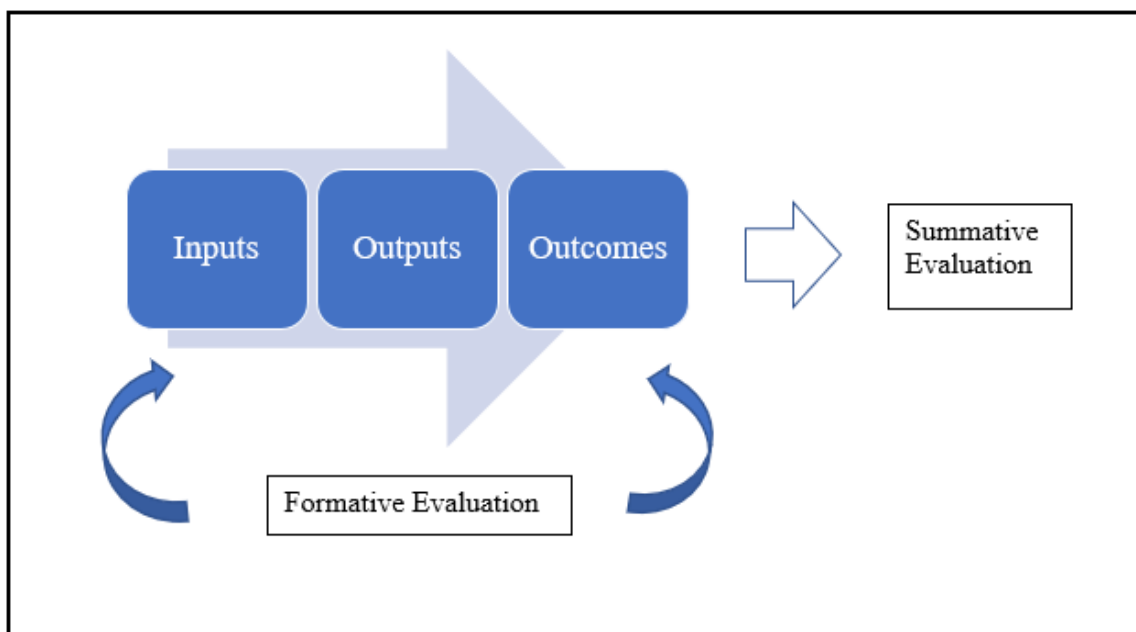 Inputs
Outputs
Outcomes
Summative
Evaluation
Formative Evaluation